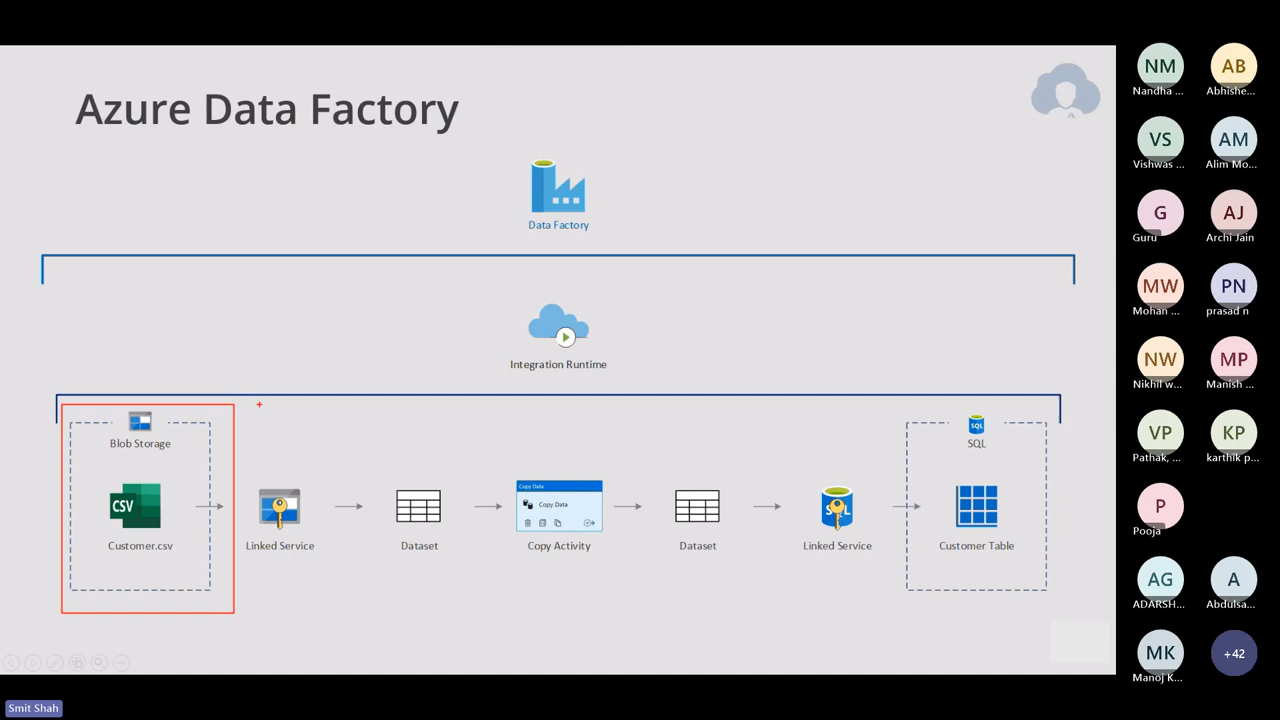 Azure Data Factory
Data Factory
Integration Runtime
Blob Storage
SQL
SQL
CSV
Copy Data
Copy Data
SQL
Customer.csv
Linked Service
Dataset
Copy Activity
Dataset
Linked Service
Customer Table
NM
Nandha ...
AB
Abhishe...
VS
Vishwas ...
AM
Alim Mo...
G
Guru
AJ
Archi Jain
MW
Mohan ...
PN
prasad n
NW
Nikhil w...
MP
Manish ...
VP
Pathak, ...
KP
karthik p...
P
Pooja
AG
ADARSH...
A
Abdulsa...
MK
Manoj K...
+42
Smit Shah